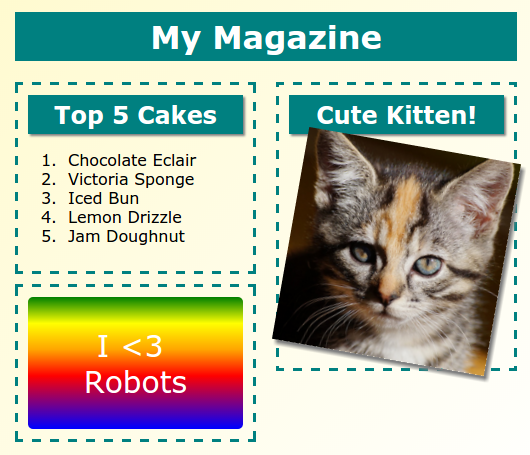 My Magazine
Top 5 Cakes
1. Chocolate Eclair
2. Victoria Sponge
3. Iced Bun
4. Lemon Drizzle
5. Jam Doughnut
I <3
Robots
Cute Kitten!